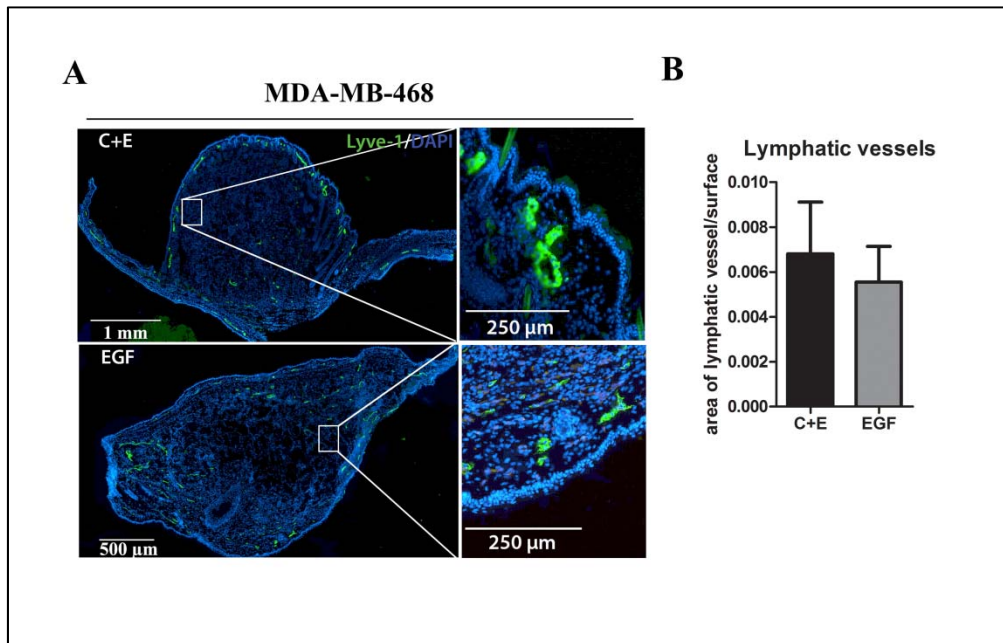 A
MDA-MB-468
C+E
Lyve-1/DAPI
1 mm
250 µm
EGF
500 µm
250 µm
B
Lymphatic vessels
area of lymphatic vessel/surface
0.010
0.008
0.006
0.004
0.002
0.000
C+E
EGF